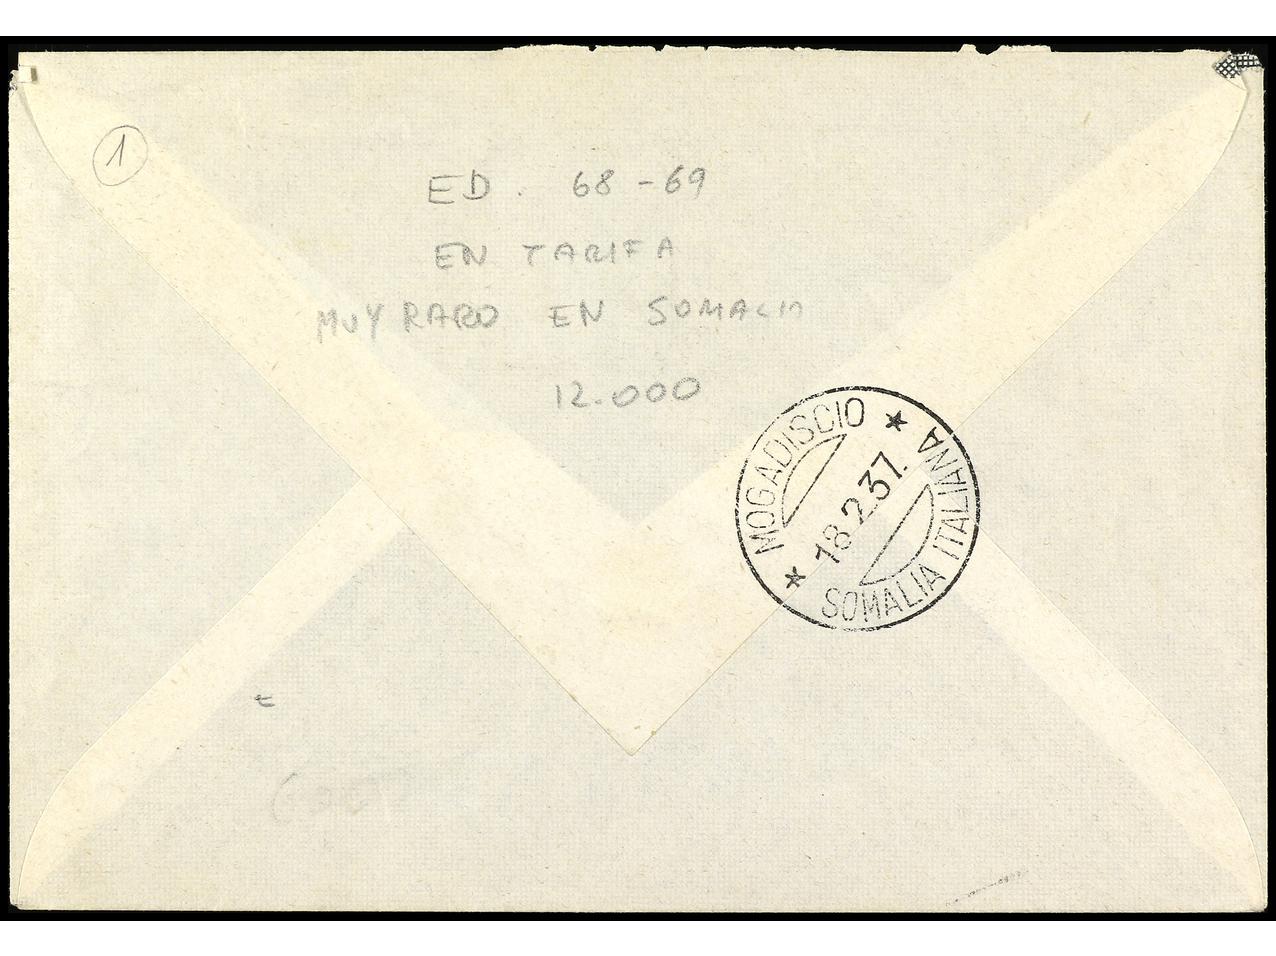 1
ED. 68-69
EN TARIFA
MUY RARO EN SOMALIA
12.000
MOGADISCIO
18.2.37.
SOMALIA ITALIANA